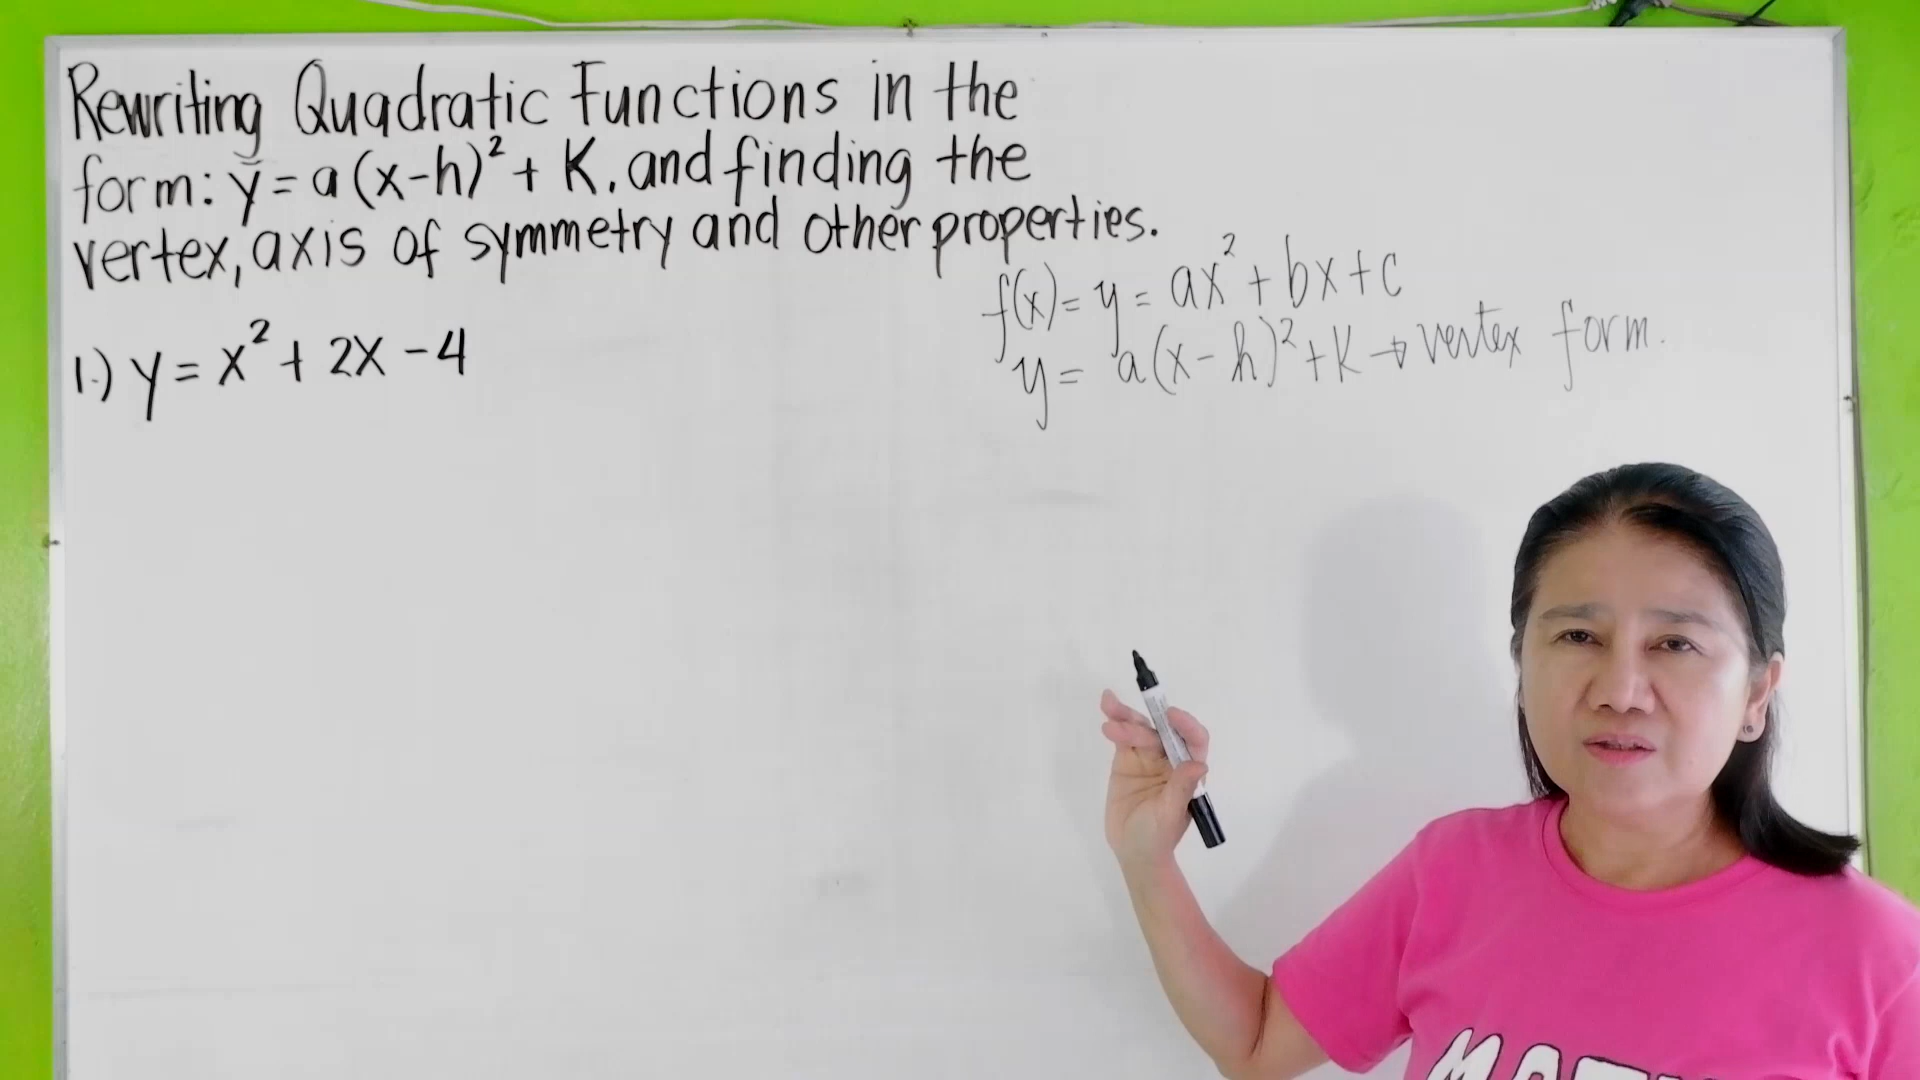 Rewriting Quadratic Functions in the
form: y = a(x-h)² + K, and finding the
vertex, axis of symmetry and other properties.
f(x) = y = ax² + bx + c
y = a(x-h)² + K → vertex form.
1.) y = x² + 2x - 4